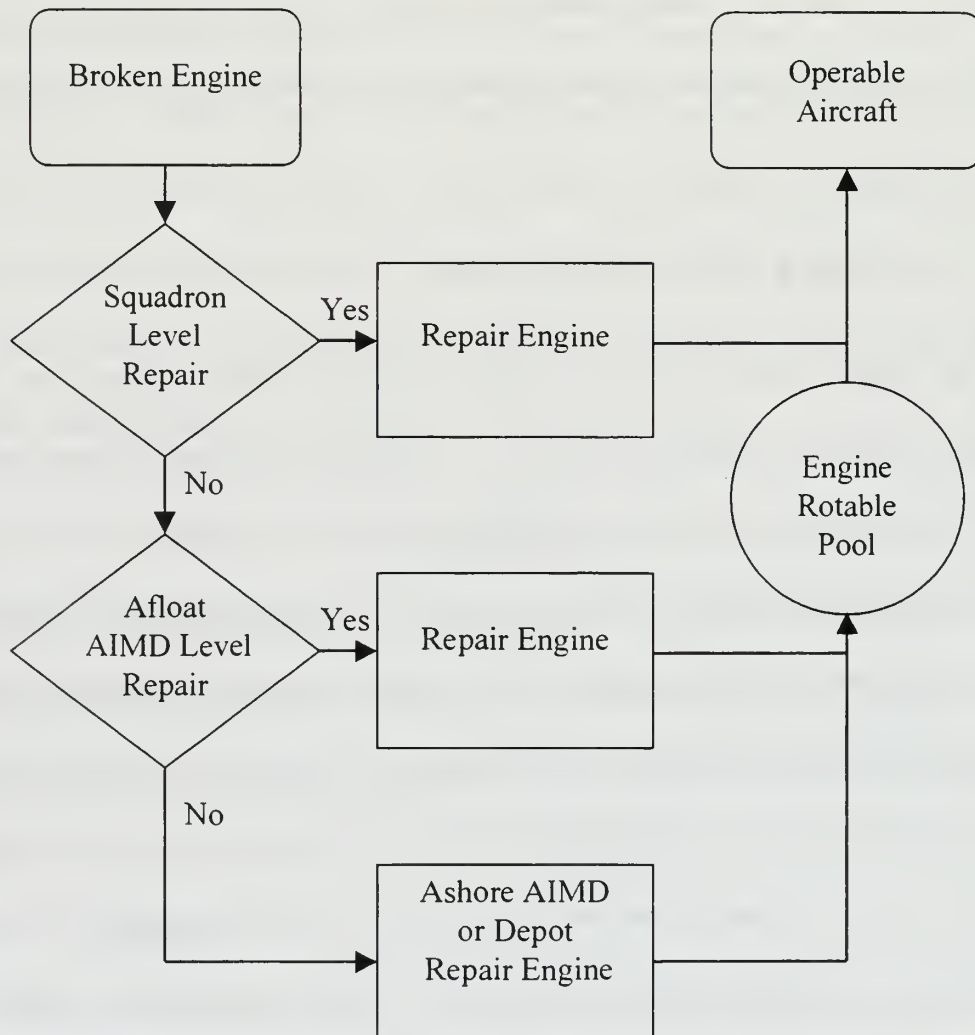 Broken Engine
Operable
Aircraft
Squadron
Level
Repair
Yes
Repair Engine
No
Engine
Rotable
Pool
Afloat
AIMD Level
Repair
Yes
Repair Engine
No
Ashore AIMD
or Depot
Repair Engine